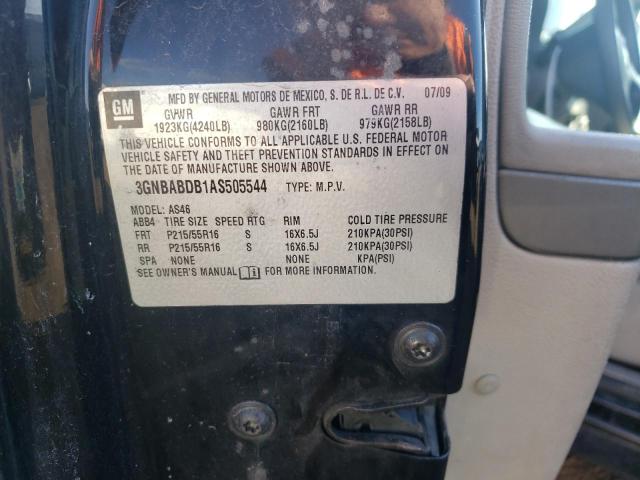 GM
MFD BY GENERAL MOTORS DE MEXICO, S. DE R.L. DE C.V. 07/09
GVWR GAWR FRT GAWR RR
1923KG(4240LB) 980KG(2160LB) 979KG(2158LB)
THIS VEHICLE CONFORMS TO ALL APPLICABLE U.S. FEDERAL MOTOR
VEHICLE SAFETY AND THEFT PREVENTION STANDARDS IN EFFECT ON
THE DATE OF MANUFACTURE SHOWN ABOVE.
3GNBABDB1AS505544 TYPE: M.P.V.
MODEL: AS46
ABB4 TIRE SIZE SPEED RTG RIM COLD TIRE PRESSURE
FRT P215/55R16 S 16X6.5J 210KPA(30PSI)
RR P215/55R16 S 16X6.5J 210KPA(30PSI)
SPA NONE NONE KPA(PSI)
SEE OWNER'S MANUAL FOR MORE INFORMATION.